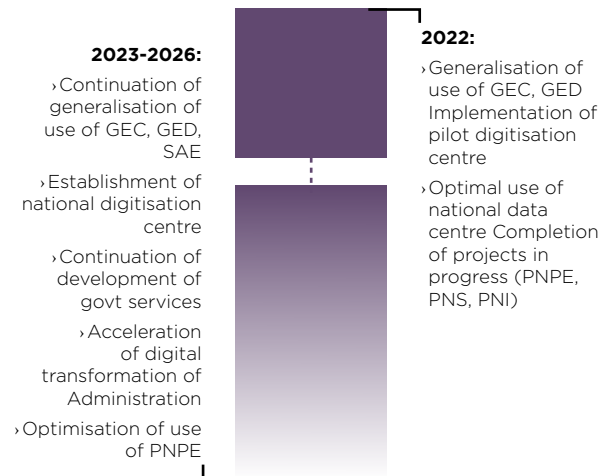 2022:
›Generalisation of
use of GEC, GED
Implementation of
pilot digitisation
centre
›Optimal use of
national data
centre Completion
of projects in
progress (PNPE,
PNS, PNI)
2023-2026:
›Continuation of
generalisation of
use of GEC, GED,
SAE
›Establishment of
national digitisation
centre
›Continuation of
development of
govt services
›Acceleration
of digital
transformation of
Administration
›Optimisation of use
of PNPE